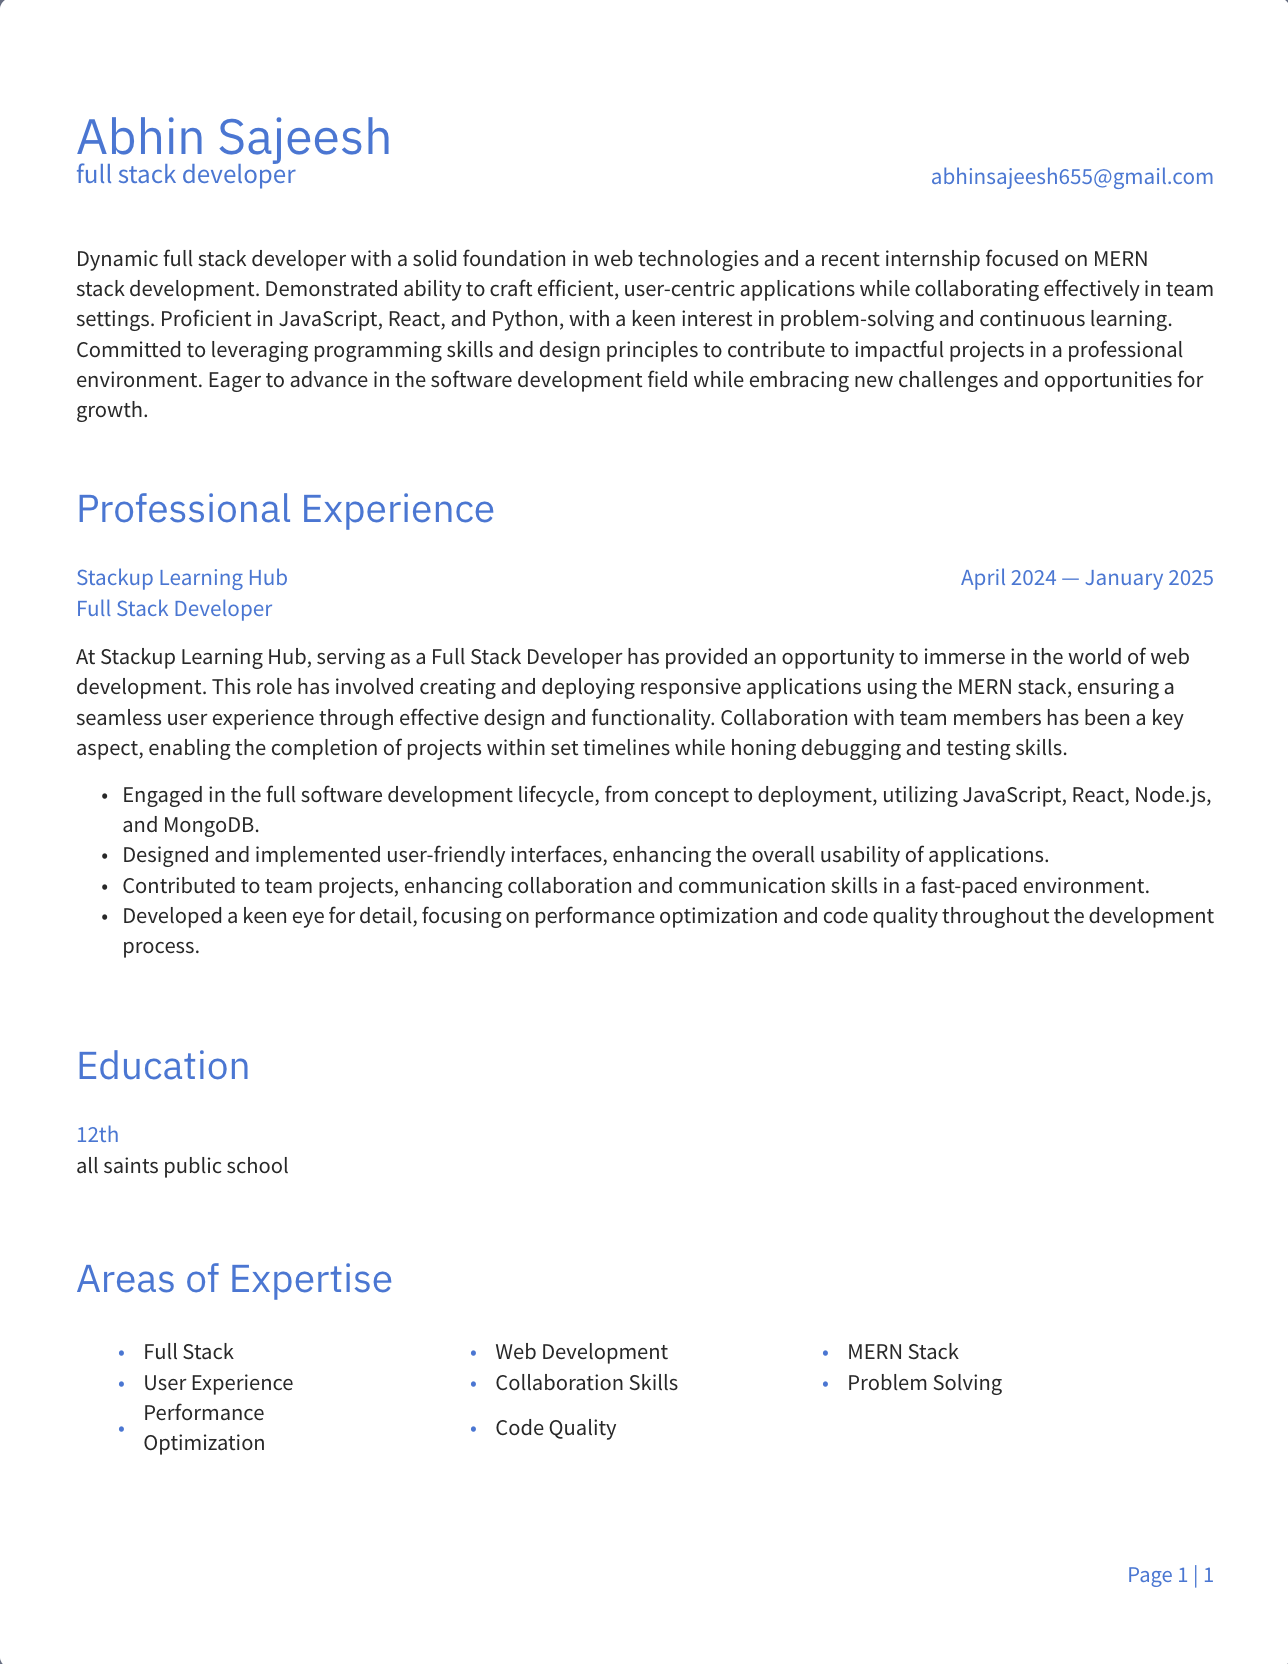 Abhin Sajeesh
full stack developer
abhinsajeesh655@gmail.com
Dynamic full stack developer with a solid foundation in web technologies and a recent internship focused on MERN
stack development. Demonstrated ability to craft efficient, user-centric applications while collaborating effectively in team
settings. Proficient in JavaScript, React, and Python, with a keen interest in problem-solving and continuous learning.
Committed to leveraging programming skills and design principles to contribute to impactful projects in a professional
environment. Eager to advance in the software development field while embracing new challenges and opportunities for
growth.
Professional Experience
Stackup Learning Hub April 2024 — January 2025
Full Stack Developer
At Stackup Learning Hub, serving as a Full Stack Developer has provided an opportunity to immerse in the world of web
development. This role has involved creating and deploying responsive applications using the MERN stack, ensuring a
seamless user experience through effective design and functionality. Collaboration with team members has been a key
aspect, enabling the completion of projects within set timelines while honing debugging and testing skills.
• Engaged in the full software development lifecycle, from concept to deployment, utilizing JavaScript, React, Node.js,
and MongoDB.
• Designed and implemented user-friendly interfaces, enhancing the overall usability of applications.
• Contributed to team projects, enhancing collaboration and communication skills in a fast-paced environment.
• Developed a keen eye for detail, focusing on performance optimization and code quality throughout the development
process.
Education
12th
all saints public school
Areas of Expertise
• Full Stack • Web Development • MERN Stack
• User Experience • Collaboration Skills • Problem Solving
• Performance
Optimization
• Code Quality
Page 1 | 1